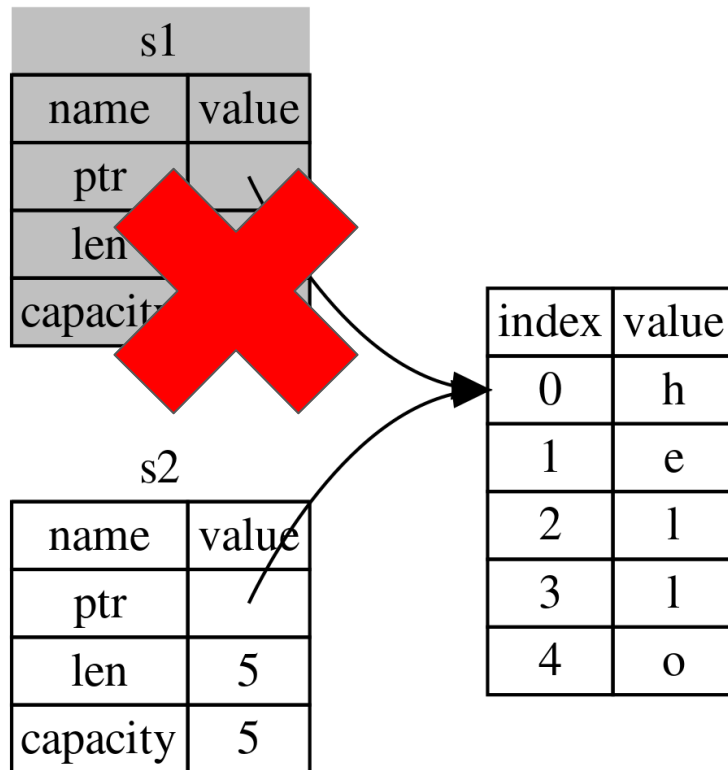 s1
name value
ptr
len
capacity
s2
name value
ptr
len 5
capacity 5
index value
0 h
1 e
2 l
3 l
4 o